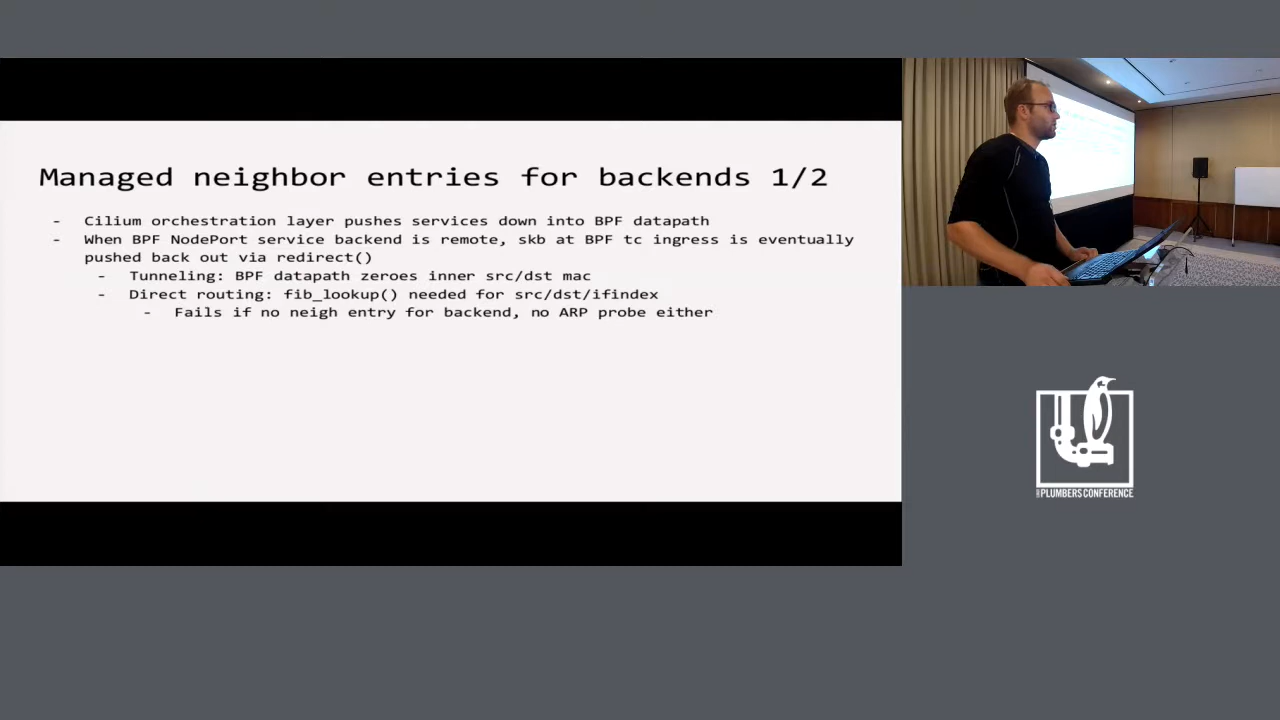 Managed neighbor entries for backends 1/2
- Cilium orchestration layer pushes services down into BPF datapath
- When BPF NodePort service backend is remote, skb at BPF tc ingress is eventually
pushed back out via redirect()
- Tunneling: BPF datapath zeroes inner src/dst mac
- Direct routing: fib_lookup() needed for src/dst/ifindex
- Fails if no neigh entry for backend, no ARP probe either
PLUMBERS CONFERENCE